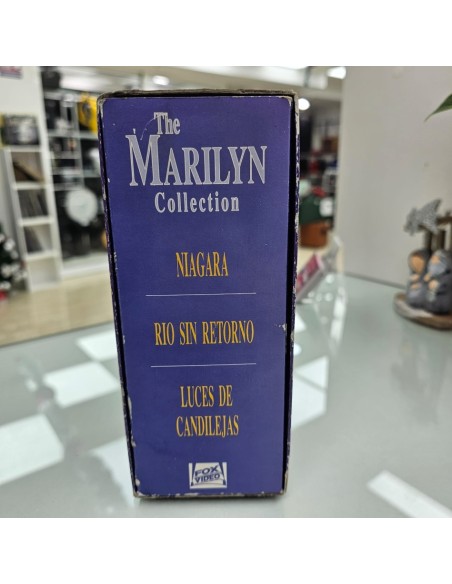 The
MARILYN
Collection
NIAGARA
RIO SIN RETORNO
LUCES DE
CANDILEJAS
FOX
VIDEO